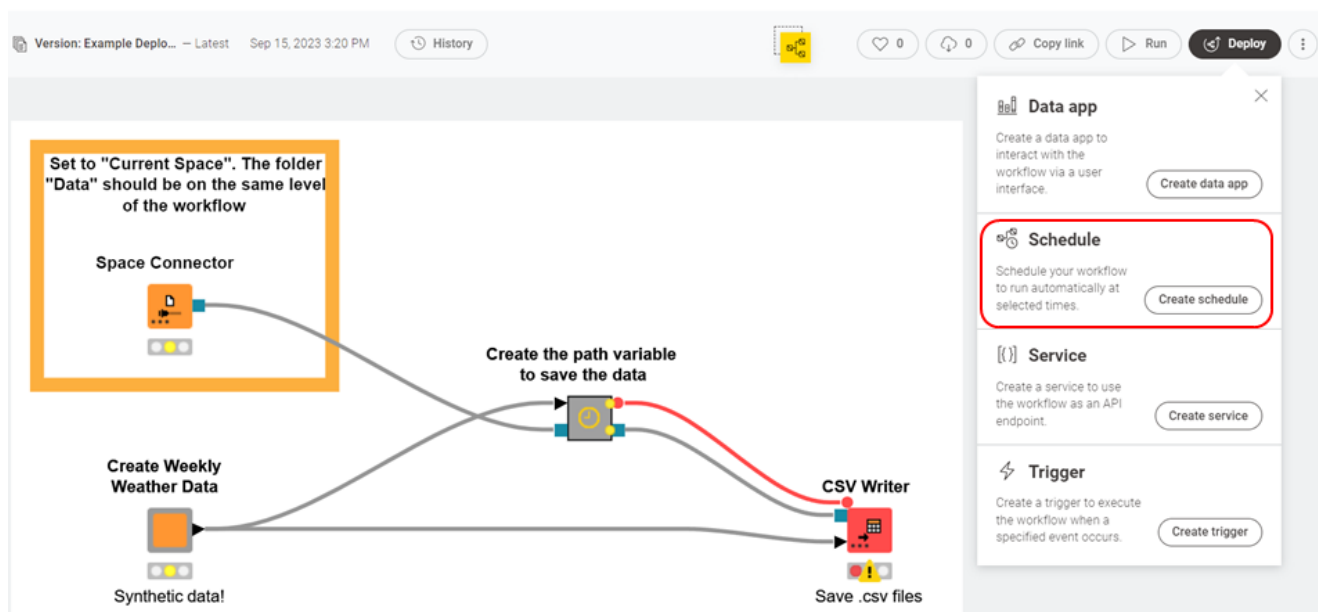 Version: Example Deplo... — Latest Sep 15, 2023 3:20 PM History 0 0 Copy link Run Deploy
Set to "Current Space". The folder
"Data" should be on the same level
of the workflow
Space Connector
Create the path variable
to save the data
Create Weekly
Weather Data
Synthetic data!
CSV Writer
Save .csv files
Data app
Create a data app to
interact with the
workflow via a user
interface.
Create data app
Schedule
Schedule your workflow
to run automatically at
selected times.
Create schedule
Service
Create a service to use
the workflow as an API
endpoint.
Create service
Trigger
Create a trigger to execute
the workflow when a
specified event occurs.
Create trigger